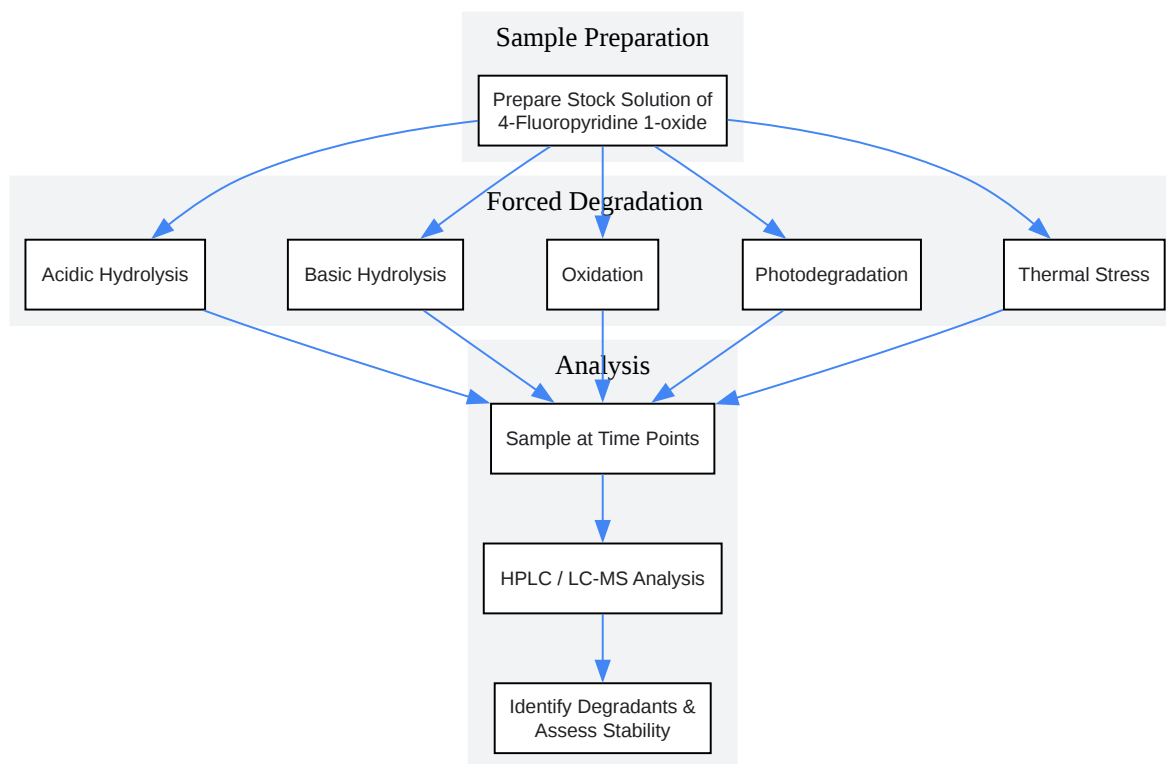 Sample Preparation
Prepare Stock Solution of
4-Fluoropyridine 1-oxide
Forced Degradation
Acidic Hydrolysis
Basic Hydrolysis
Oxidation
Photodegradation
Thermal Stress
Analysis
Sample at Time Points
HPLC / LC-MS Analysis
Identify Degradants &
Assess Stability